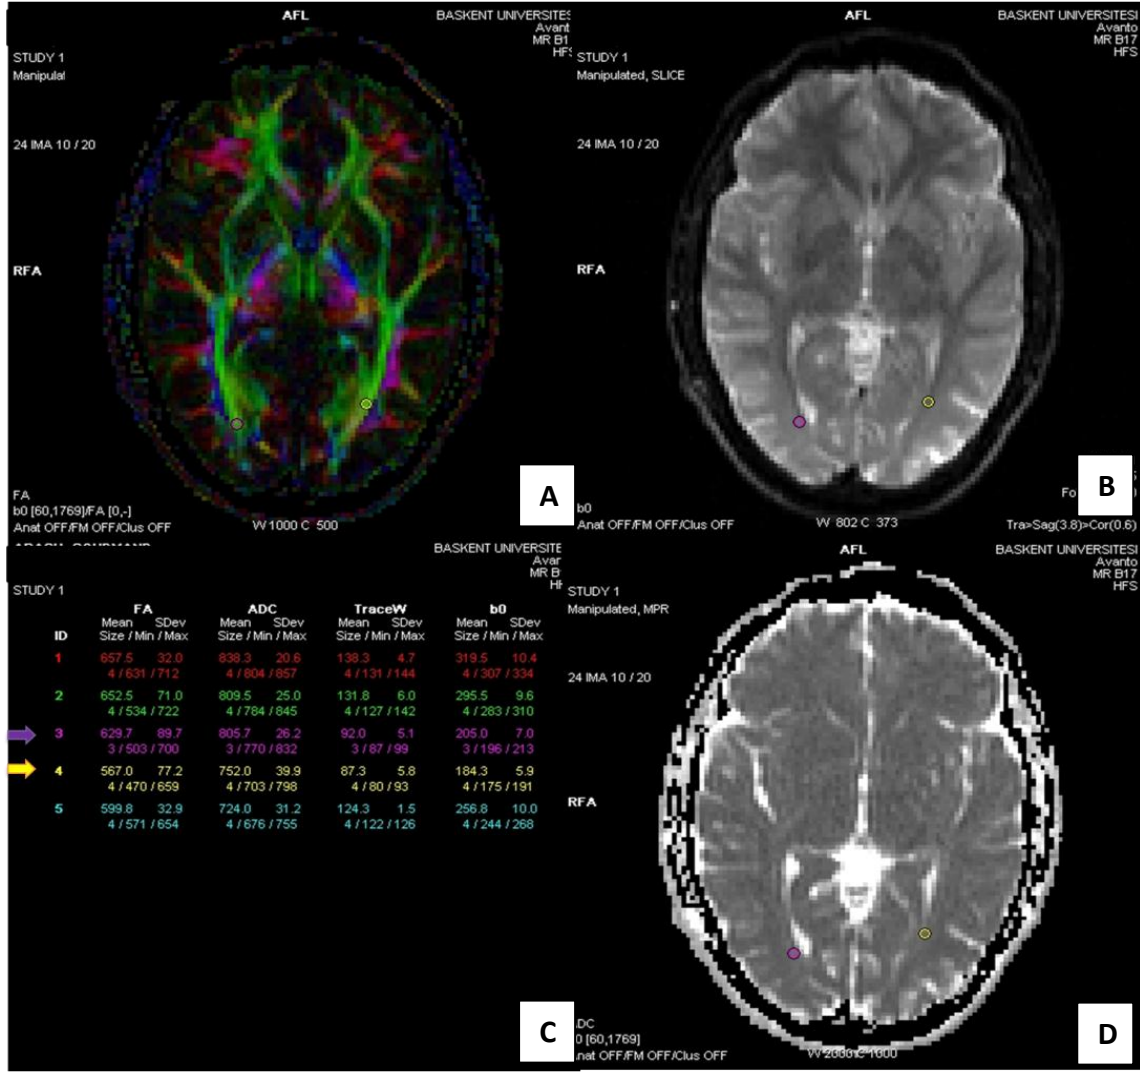 AFL
BASKENT UNIVERSITES
Avant
MR B1
HFS
STUDY 1
Manipulat
24 IMA 10 / 20
RFA
FA
b0 [60,1769]/FA [0,-]
Anat OFF/FM OFF/Clus OFF
W 1000 C 500
A
AFL
BASKENT UNIVERSITESI
Avanto
MR B17
HFS
STUDY 1
Manipulated, SLICE
24 IMA 10 / 20
RFA
b0
Anat OFF/FM OFF/Clus OFF
W 802 C 373
Fo
Tra>Sag(3.8)>Cor(0.6)
B
BASKENT UNIVERSITE
Avar
MR B
STUDY 1
FA ADC TraceW b0
Mean SDev Mean SDev Mean SDev Mean SDev
ID Size / Min / Max Size / Min / Max Size / Min / Max Size / Min / Max
1 657.5 32.0 838.3 20.6 138.3 4.7 319.5 10.4
4 / 631 / 712 4 / 804 / 857 4 / 131 / 144 4 / 307 / 334
2 652.5 71.0 809.5 25.0 131.8 6.0 295.5 9.6
4 / 534 / 722 4 / 784 / 845 4 / 127 / 142 4 / 283 / 310
3 629.7 89.7 805.7 26.2 92.0 5.1 205.0 7.0
3 / 503 / 700 3 / 770 / 832 3 / 87 / 99 3 / 196 / 213
4 567.0 77.2 752.0 39.9 87.3 5.8 184.3 5.9
4 / 470 / 659 4 / 703 / 798 4 / 80 / 93 4 / 175 / 191
5 599.8 32.9 724.0 31.2 124.3 1.5 256.8 10.0
4 / 571 / 654 4 / 676 / 755 4 / 122 / 126 4 / 244 / 268
C
AFL
BASKENT UNIVERSITESI
Avanto
MR B17
HFS
STUDY 1
Manipulated, MPR
24 IMA 10 / 20
RFA
DC
0 [60,1769]
nat OFF/FM OFF/Clus OFF
D